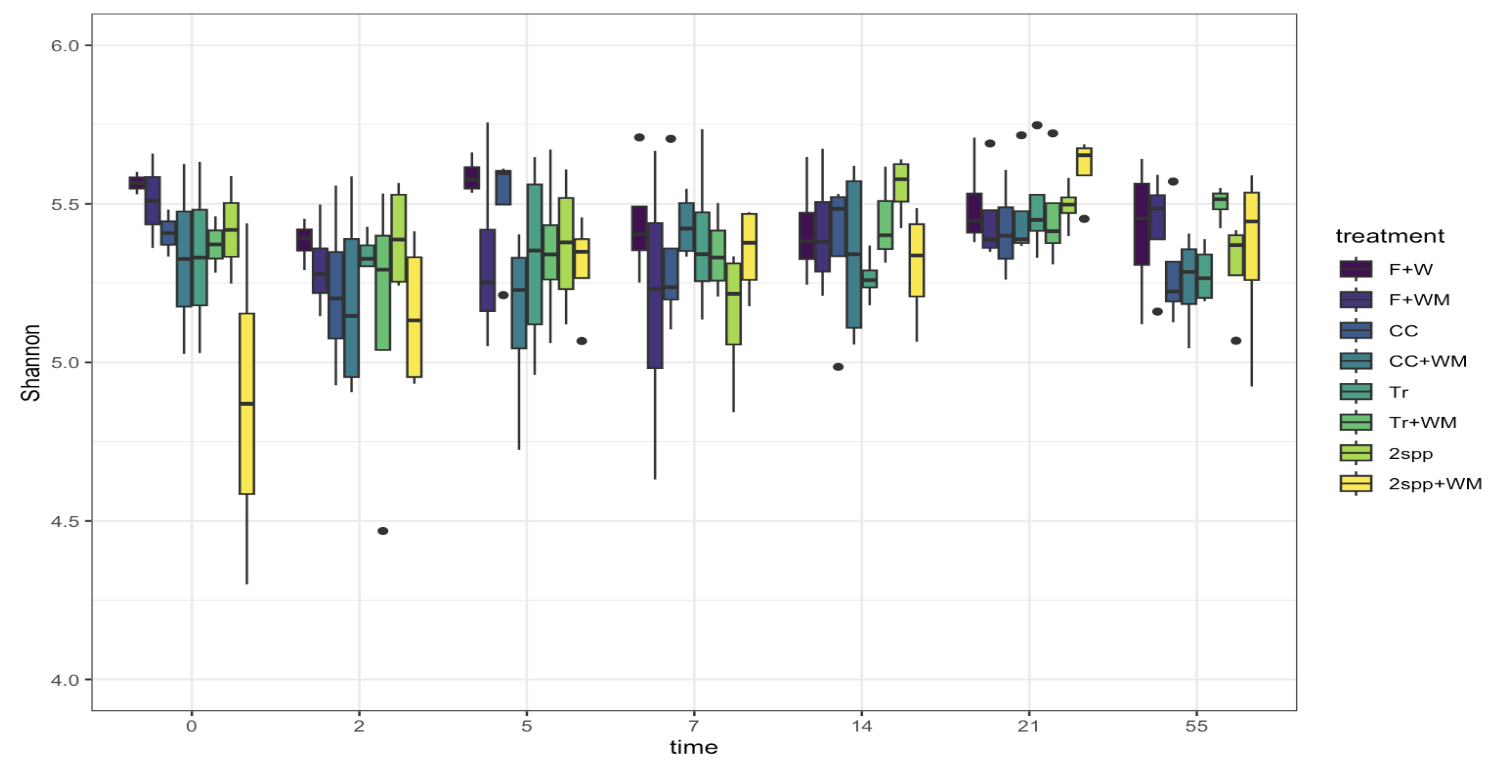 6.0
5.5
5.0
4.5
4.0
Shannon
0 2 5 7 14 21 55
time
treatment
F+W
F+WM
CC
CC+WM
Tr
Tr+WM
2spp
2spp+WM